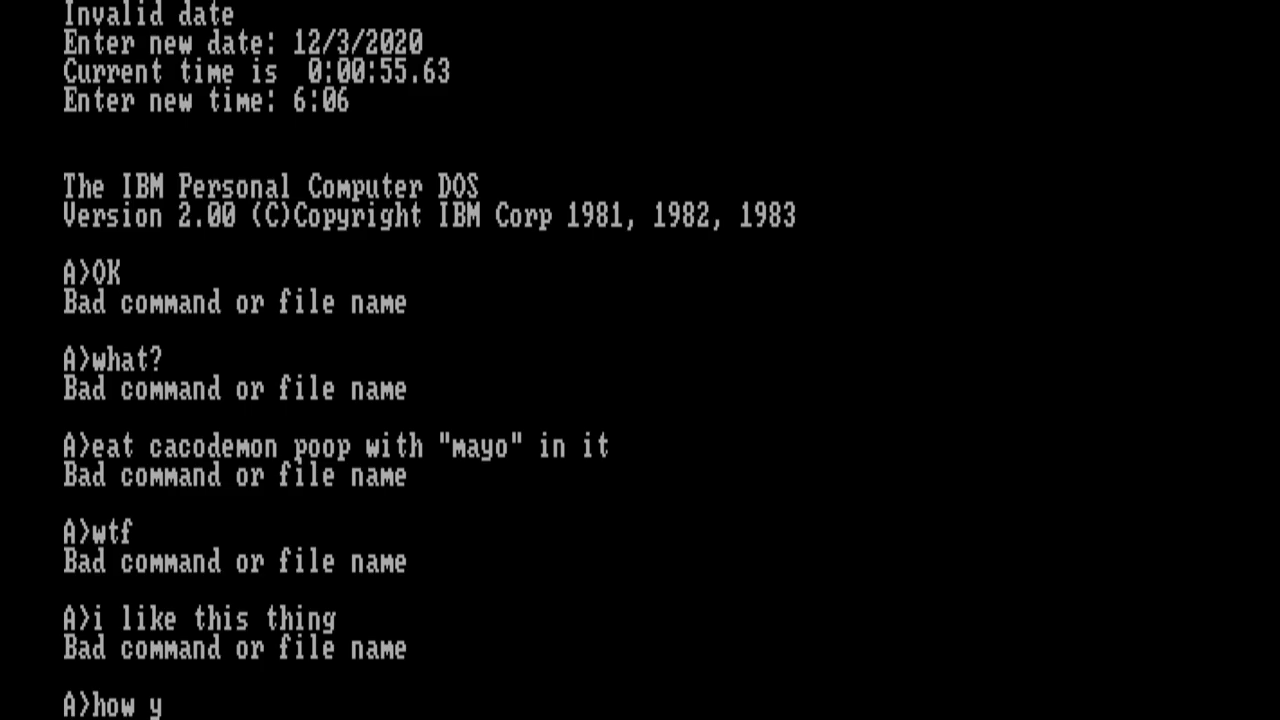 Invalid date
Enter new date: 12/3/2020
Current time is  0:00:55.63
Enter new time: 6:06
The IBM Personal Computer DOS
Version 2.00 (C)Copyright IBM Corp 1981, 1982, 1983
A>OK
Bad command or file name
A>what?
Bad command or file name
A>eat cacodemon poop with "mayo" in it
Bad command or file name
A>wtf
Bad command or file name
A>i like this thing
Bad command or file name
A>how y